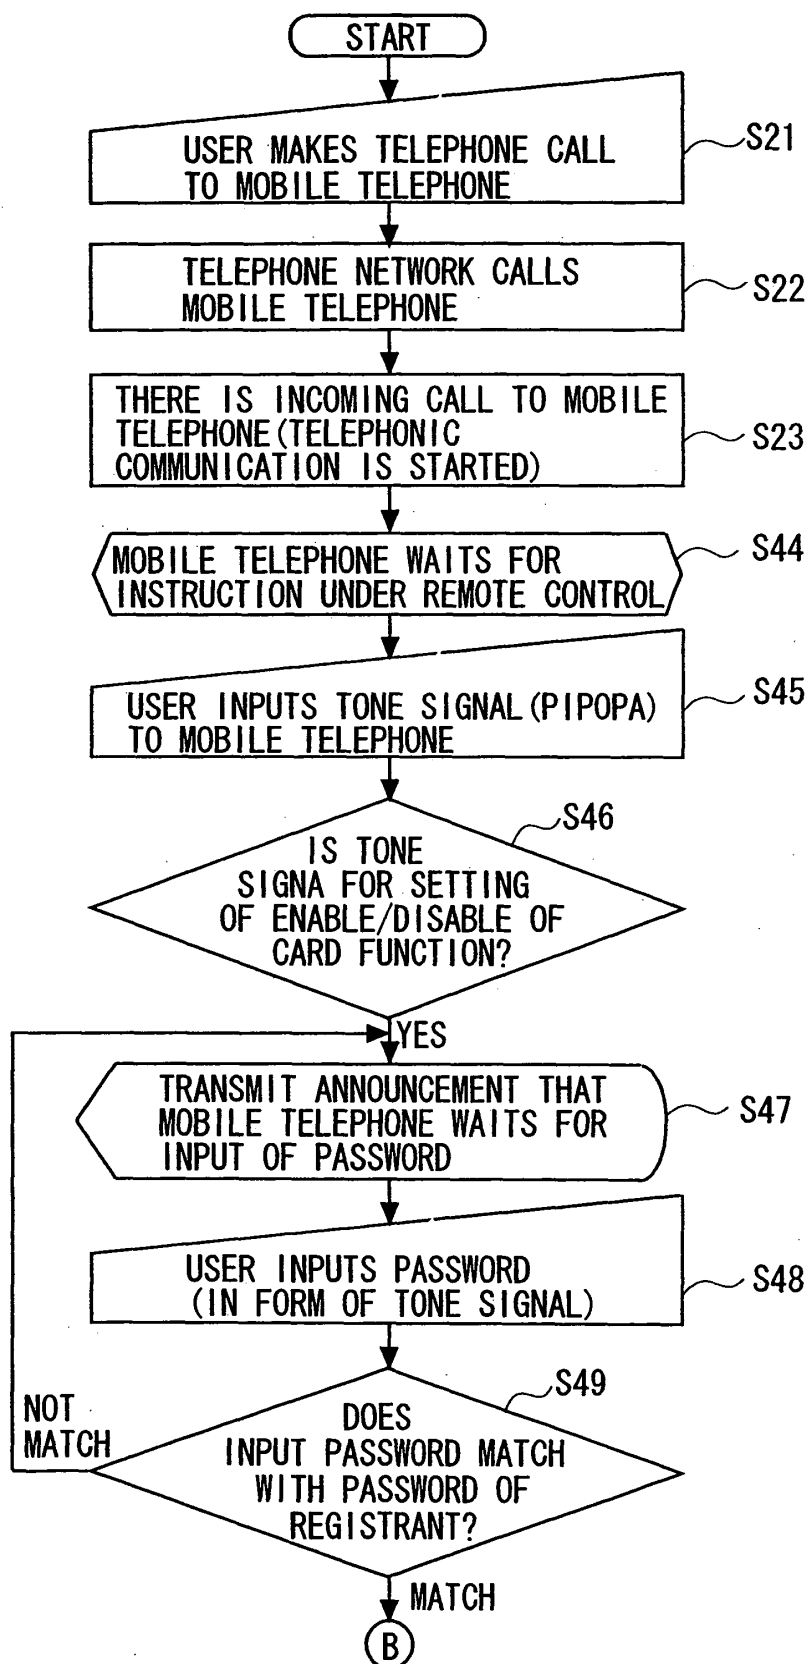 START
USER MAKES TELEPHONE CALL
TO MOBILE TELEPHONE
S21
TELEPHONE NETWORK CALLS
MOBILE TELEPHONE
S22
THERE IS INCOMING CALL TO MOBILE
TELEPHONE(TELEPHONIC
COMMUNICATION IS STARTED)
S23
MOBILE TELEPHONE WAITS FOR
INSTRUCTION UNDER REMOTE CONTROL
S44
USER INPUTS TONE SIGNAL(PIPOPA)
TO MOBILE TELEPHONE
S45
S46
IS TONE
SIGNA FOR SETTING
OF ENABLE/DISABLE OF
CARD FUNCTION?
YES
TRANSMIT ANNOUNCEMENT THAT
MOBILE TELEPHONE WAITS FOR
INPUT OF PASSWORD
S47
USER INPUTS PASSWORD
(IN FORM OF TONE SIGNAL)
S48
S49
NOT
MATCH
DOES
INPUT PASSWORD MATCH
WITH PASSWORD OF
REGISTRANT?
MATCH
B